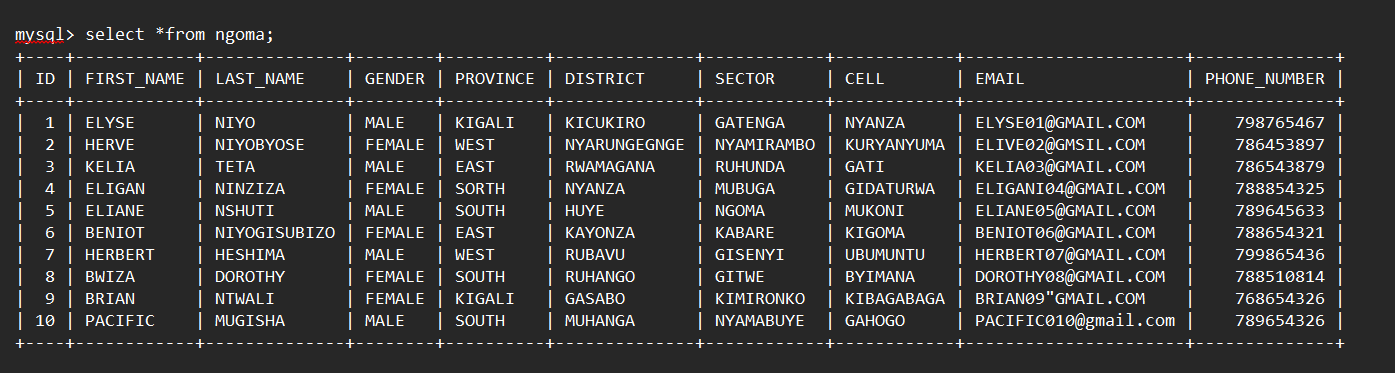 mysql> select *from ngoma;
+----+------------+--------------+--------+----------+--------------+------------+------------+----------------------+--------------+
| ID | FIRST_NAME | LAST_NAME    | GENDER | PROVINCE | DISTRICT     | SECTOR     | CELL       | EMAIL                | PHONE_NUMBER |
+----+------------+--------------+--------+----------+--------------+------------+------------+----------------------+--------------+
|  1 | ELYSE      | NIYO         | MALE   | KIGALI   | KICUKIRO     | GATENGA    | NYANZA     | ELYSE01@GMAIL.COM    |    798765467 |
|  2 | HERVE      | NIYOBYOSE    | FEMALE | WEST     | NYARUNGEGNGE | NYAMIRAMBO | KURYANYUMA | ELIVE02@GMSIL.COM    |    786453897 |
|  3 | KELIA      | TETA         | MALE   | EAST     | RWAMAGANA    | RUHUNDA    | GATI       | KELIA03@GMAIL.COM    |    786543879 |
|  4 | ELIGAN     | NINZIZA      | FEMALE | SORTH    | NYANZA       | MUBUGA     | GIDATURWA  | ELIGANI04@GMAIL.COM  |    788854325 |
|  5 | ELIANE     | NSHUTI       | MALE   | SOUTH    | HUYE         | NGOMA      | MUKONI     | ELIANE05@GMAIL.COM   |    789645633 |
|  6 | BENIOT     | NIYOGISUBIZO | FEMALE | EAST     | KAYONZA      | KABARE     | KIGOMA     | BENIOT06@GMAIL.COM   |    788654321 |
|  7 | HERBERT    | HESHIMA      | MALE   | WEST     | RUBAVU       | GISENYI    | UBUMUNTU   | HERBERT07@GMAIL.COM  |    799865436 |
|  8 | BWIZA      | DOROTHY      | FEMALE | SOUTH    | RUHANGO      | GITWE      | BYIMANA    | DOROTHY08@GMAIL.COM  |    788510814 |
|  9 | BRIAN      | NTWALI       | FEMALE | KIGALI   | GASABO       | KIMIRONKO  | KIBAGABAGA | BRIAN09"GMAIL.COM    |    768654326 |
| 10 | PACIFIC    | MUGISHA      | MALE   | SOUTH    | MUHANGA      | NYAMABUYE  | GAHOGO     | PACIFIC010@gmail.com |    789654326 |
+----+------------+--------------+--------+----------+--------------+------------+------------+----------------------+--------------+